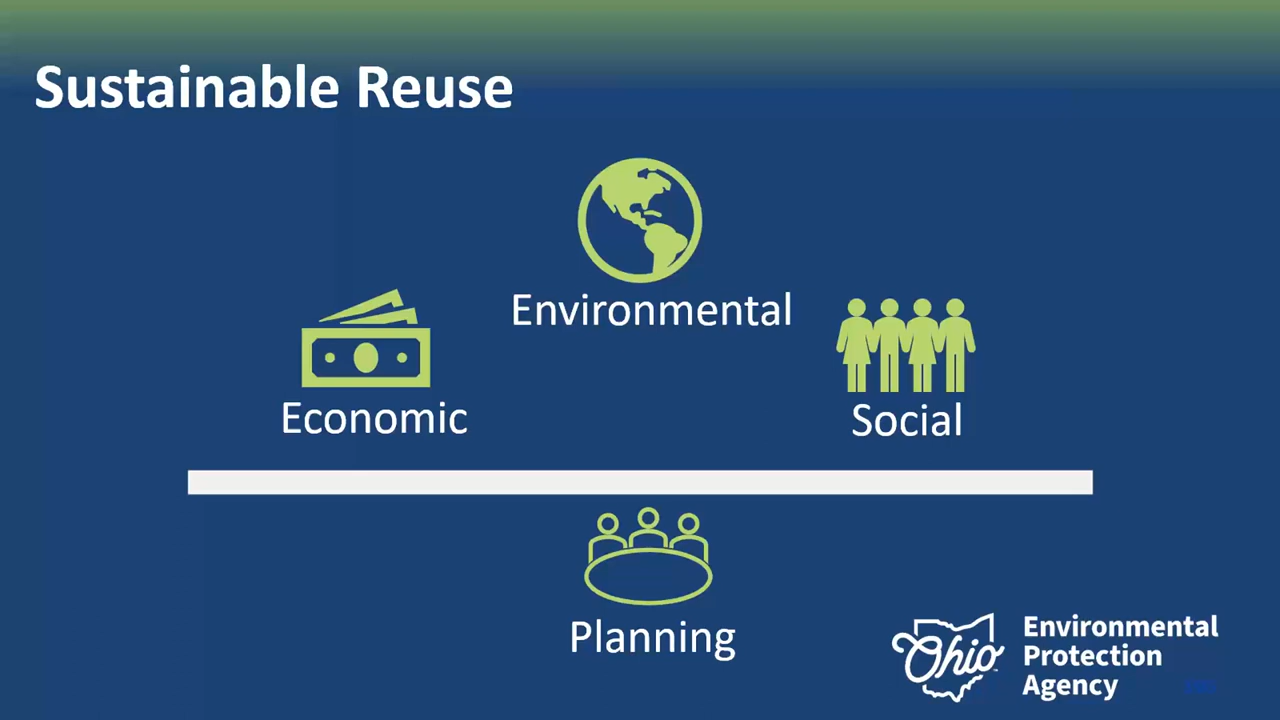 Sustainable Reuse
Environmental
Economic
Social
Planning
Ohio
Environmental
Protection
Agency